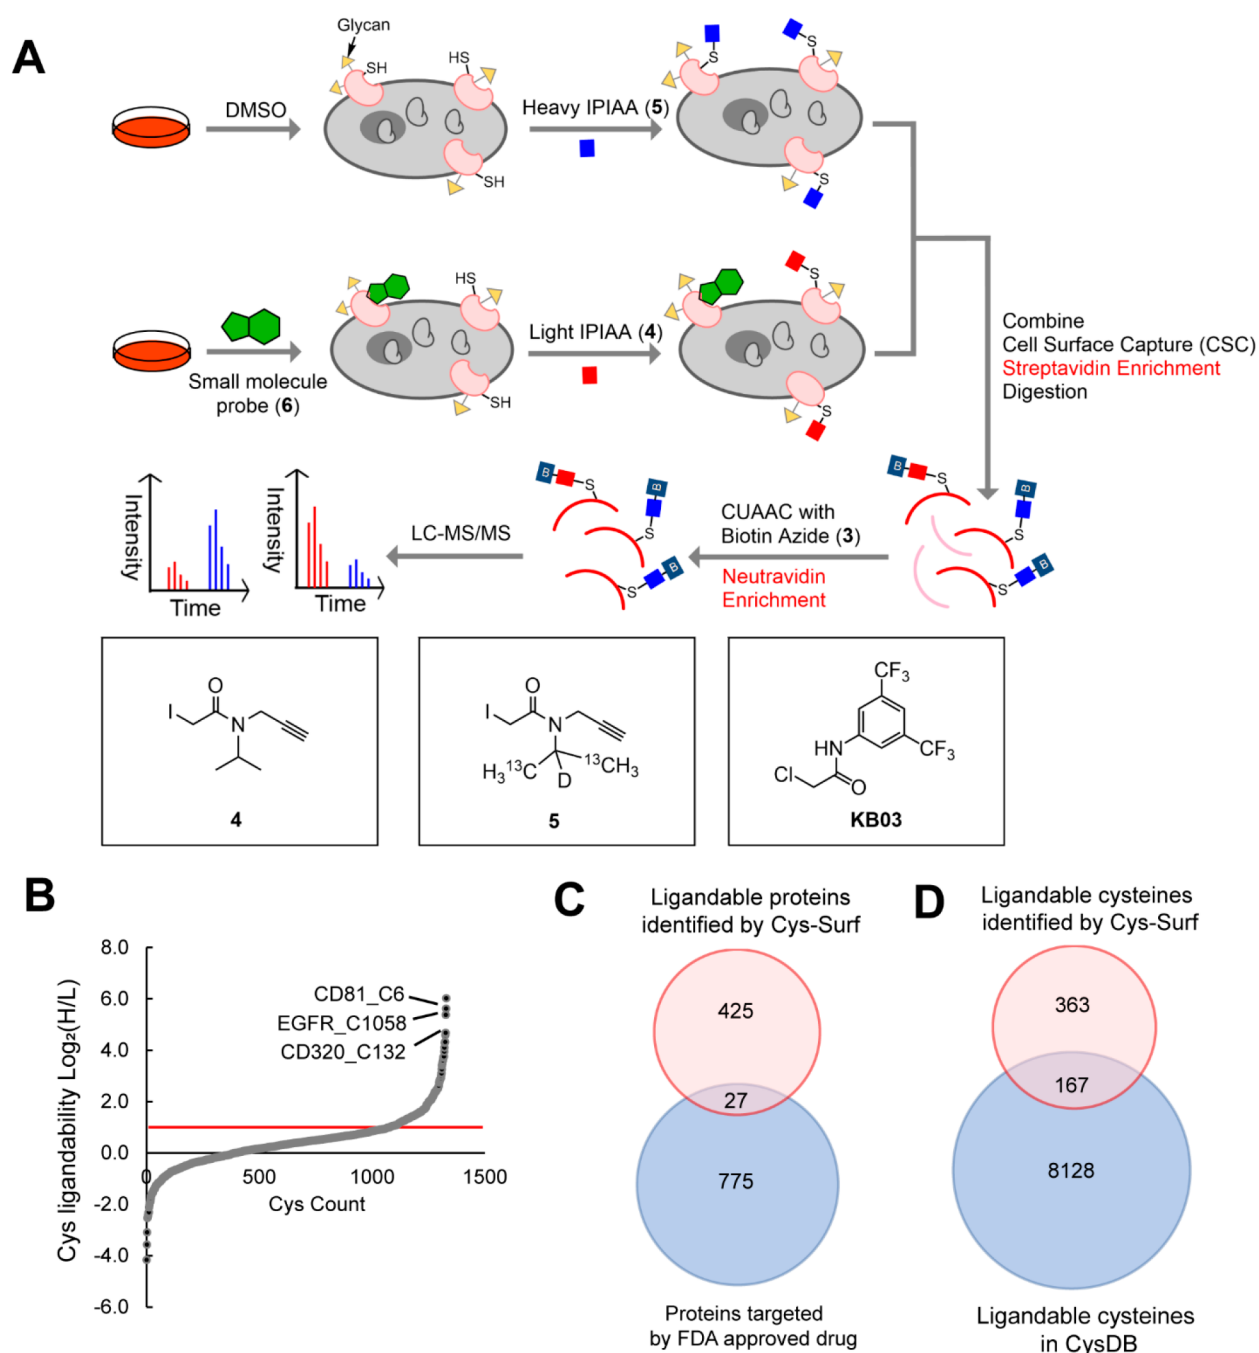 A
Glycan
SH
HS
SH
DMSO
Heavy IPIAA (5)
S
S
S
Small molecule
probe (6)
HS
SH
Light IPIAA (4)
S
S
Combine
Cell Surface Capture (CSC)
Streptavidin Enrichment
Digestion
Intensity
Time
Intensity
Time
LC-MS/MS
B
S
B
S
S
B
CUAAC with
Biotin Azide (3)
Neutravidin
Enrichment
B
S
B
S
S
B
O
I
N
4
O
I
N
H₃¹³C
¹³CH₃
D
5
CF₃
CF₃
HN
Cl
O
KB03
B
Cys ligandability Log₂(H/L)
8.0
6.0
4.0
2.0
0.0
-2.0
-4.0
-6.0
CD81_C6
EGFR_C1058
CD320_C132
0
500
1000
1500
Cys Count
C
Ligandable proteins
identified by Cys-Surf
425
27
775
Proteins targeted
by FDA approved drug
D
Ligandable cysteines
identified by Cys-Surf
363
167
8128
Ligandable cysteines
in CysDB